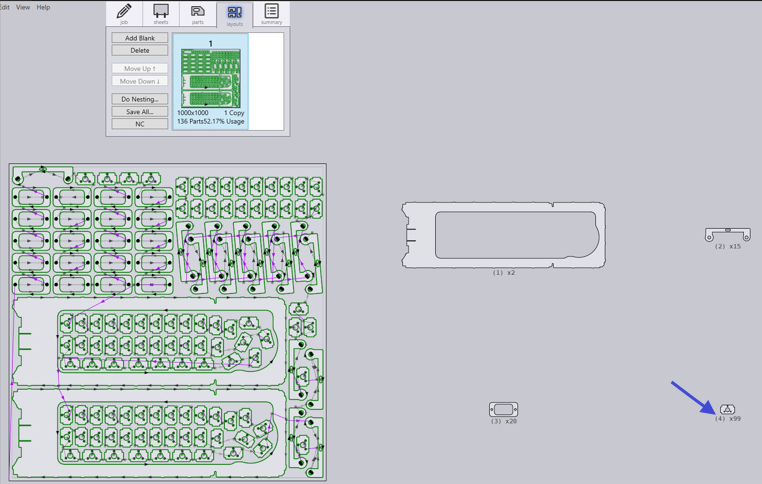 Edit View Help
job sheets parts layouts summary
Add Blank
Delete
Move Up ↑
Move Down ↓
Do Nesting...
Save All...
NC
1
1000x1000 1 Copy
136 Parts52.17% Usage
(1) x2
(2) x15
(3) x20
(4) x99